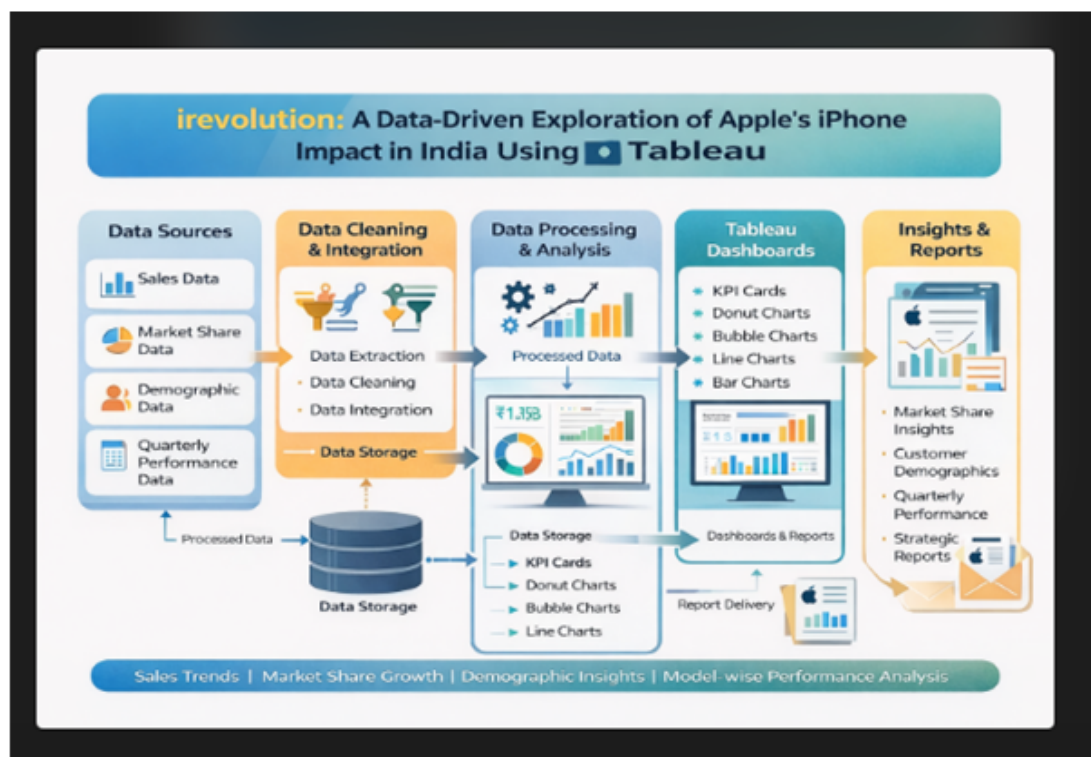 irevolution: A Data-Driven Exploration of Apple's iPhone
Impact in India Using Tableau
Data Sources
Sales Data
Market Share
Data
Demographic
Data
Quarterly
Performance
Data
Processed Data
Data Cleaning
& Integration
Data Extraction
Data Cleaning
Data Integration
Data Storage
Data Storage
Data Processing
& Analysis
Processed Data
Data Storage
KPI Cards
Donut Charts
Bubble Charts
Line Charts
Tableau
Dashboards
KPI Cards
Donut Charts
Bubble Charts
Line Charts
Bar Charts
Dashboards & Reports
Report Delivery
Insights &
Reports
Market Share
Insights
Customer
Demographics
Quarterly
Performance
Strategic
Reports
Sales Trends | Market Share Growth | Demographic Insights | Model-wise Performance Analysis